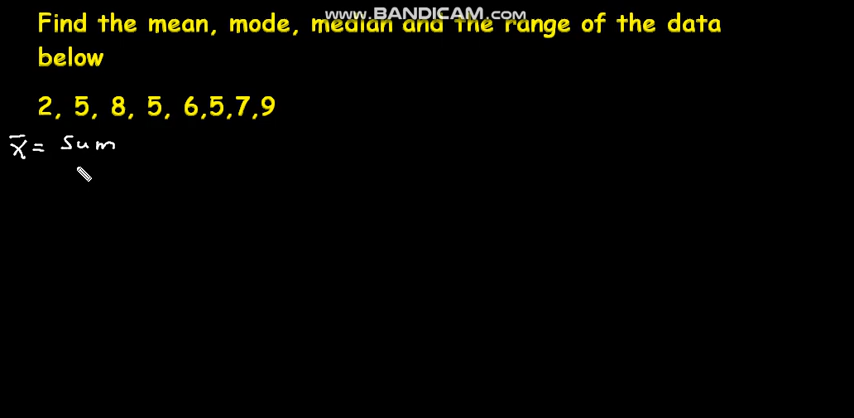 www.BANDICAM.com
Find the mean, mode, median and the range of the data
below
2, 5, 8, 5, 6,5,7,9
x̄ = sum